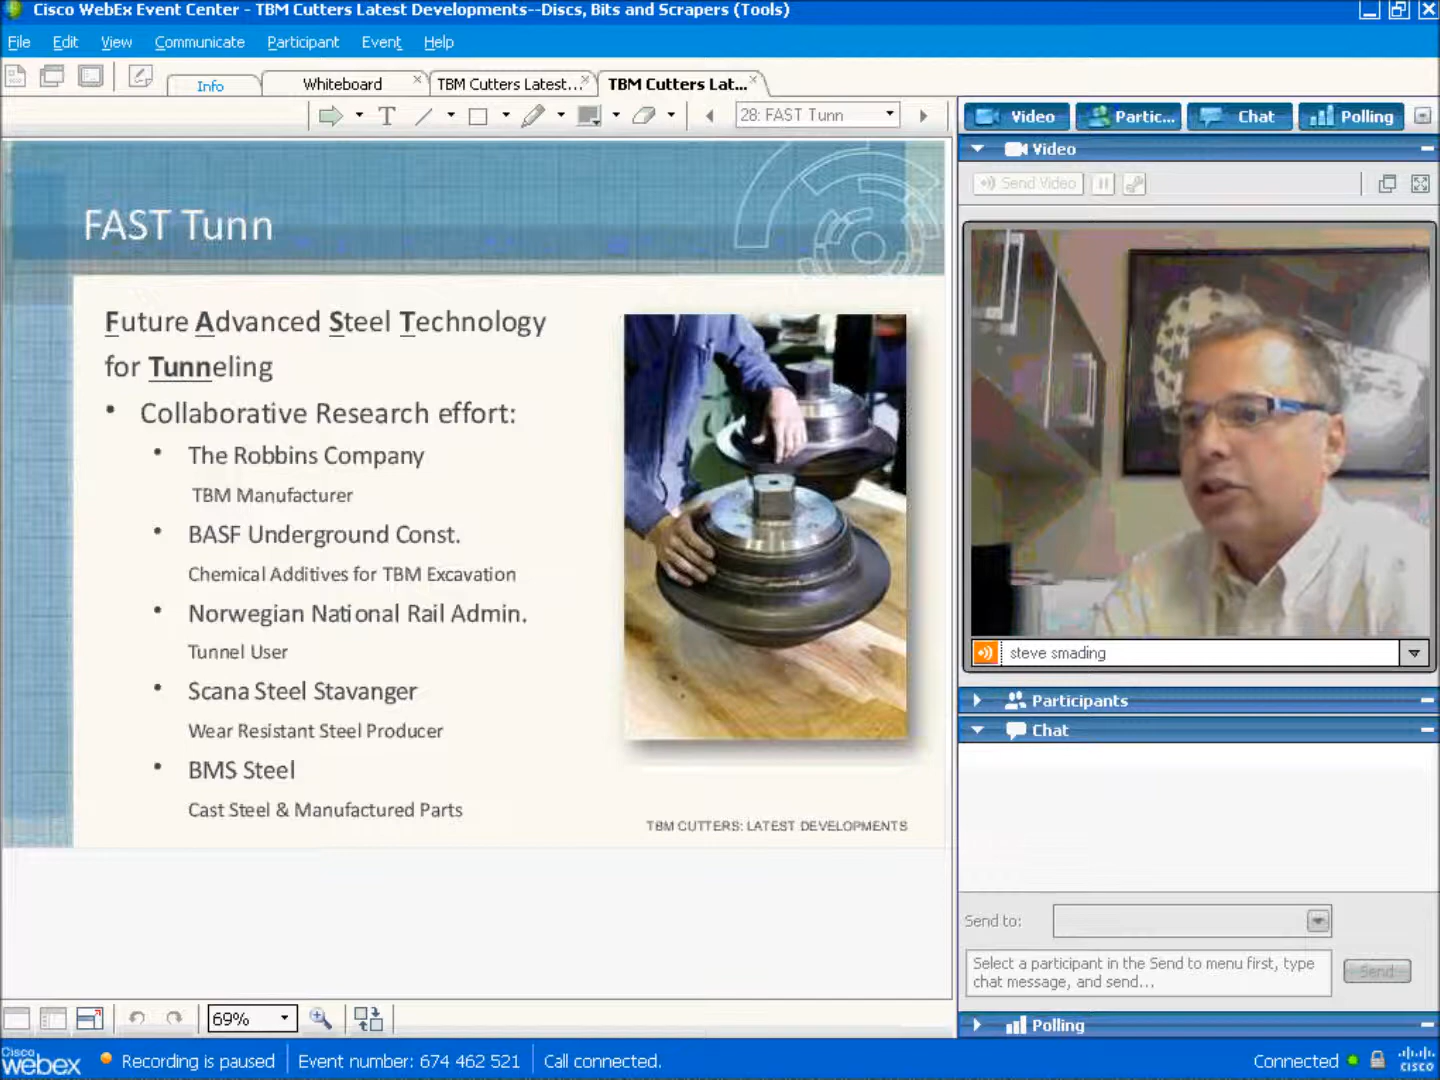 Cisco WebEx Event Center - TBM Cutters Latest Developments--Discs, Bits and Scrapers (Tools)
File Edit View Communicate Participant Event Help
Info Whiteboard TBM Cutters Latest... TBM Cutters Lat...
28: FAST Tunn
Video Partic... Chat Polling
Video
Send Video
FAST Tunn
Future Advanced Steel Technology
for Tunneling
• Collaborative Research effort:
• The Robbins Company
TBM Manufacturer
• BASF Underground Const.
Chemical Additives for TBM Excavation
• Norwegian National Rail Admin.
Tunnel User
• Scana Steel Stavanger
Wear Resistant Steel Producer
• BMS Steel
Cast Steel & Manufactured Parts
TBM CUTTERS: LATEST DEVELOPMENTS
steve smading
Participants
Chat
Send to:
Select a participant in the Send to menu first, type
chat message, and send...
Send
Polling
69%
Cisco
webex
Recording is paused Event number: 674 462 521 Call connected.
Connected
CISCO